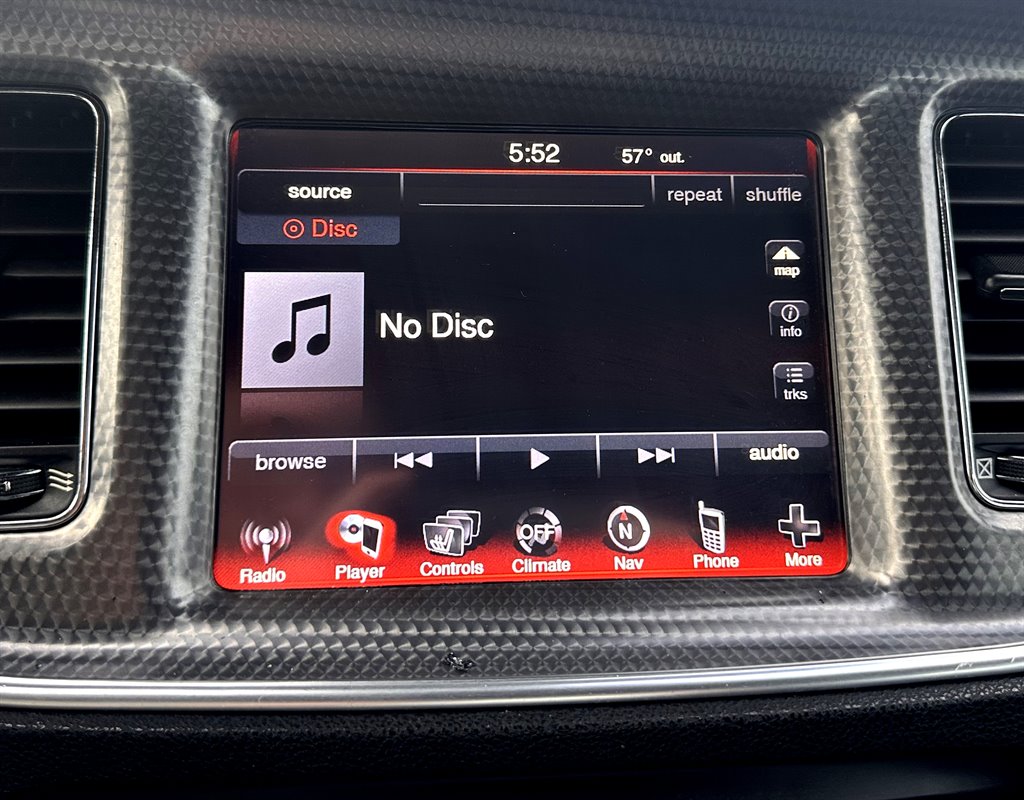 5:52 57° out.
source repeat shuffle
Disc
map
No Disc
info
trks
browse audio
OFF N
Radio Player Controls Climate Nav Phone More